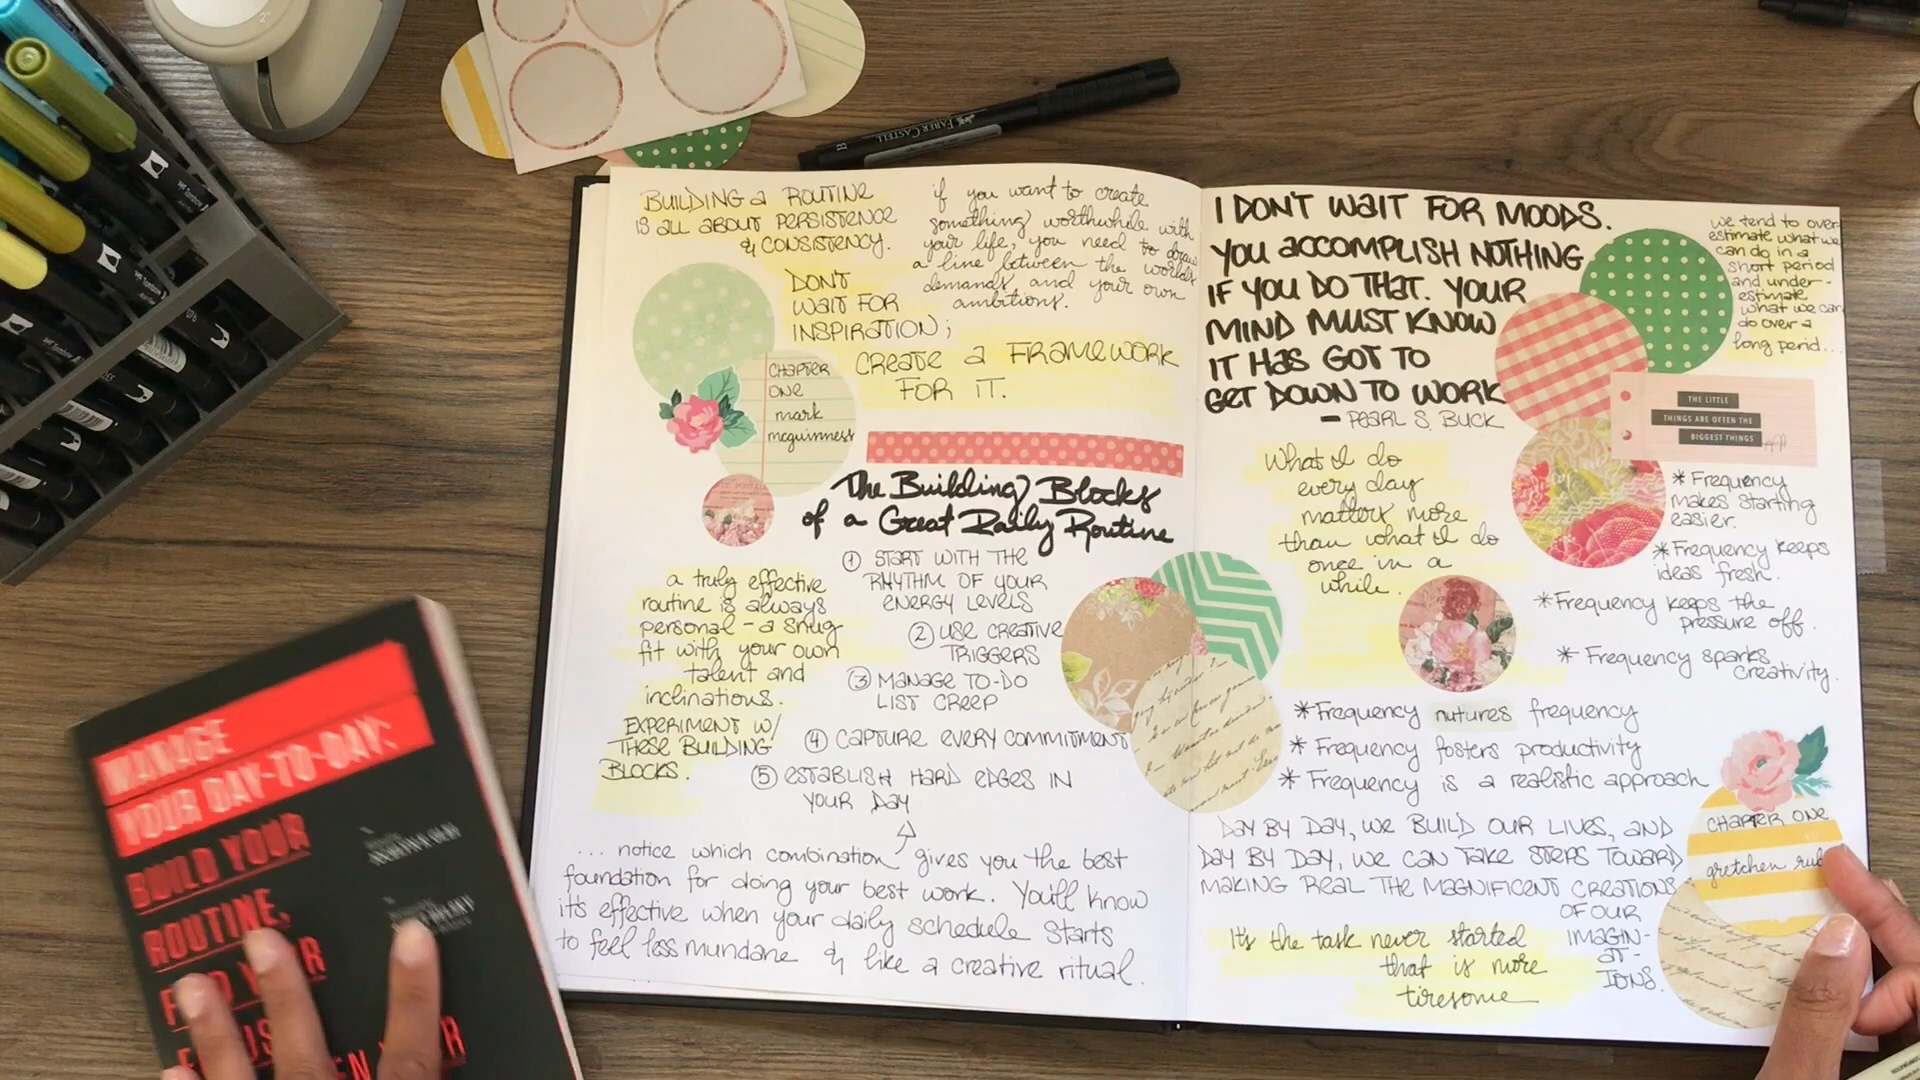 BUILDING A ROUTINE
IS ALL ABOUT PERSISTENCE
& CONSISTENCY.
if you want to create
something worthwhile with
your life, you need to draw
a line between the world's
demands and your own
ambitions.
DON'T
WAIT FOR
INSPIRATION;
CREATE A FRAMEWORK
FOR IT.
CHAPTER
ONE
mark
mcguinness
The Building Blocks
of a Great Daily Routine
a truly effective
routine is always
personal - a snug
fit with your own
talent and
inclinations.
EXPERIMENT W/
THESE BUILDING
BLOCKS.
① START WITH THE
RHYTHM OF YOUR
ENERGY LEVELS
② USE CREATIVE
TRIGGERS
③ MANAGE TO-DO
LIST CREEP
④ CAPTURE EVERY COMMITMENT
⑤ ESTABLISH HARD EDGES IN
YOUR DAY
... notice which combination gives you the best
foundation for doing your best work. You'll know
it's effective when your daily schedule starts
to feel less mundane & like a creative ritual.
I DON'T WAIT FOR MOODS.
YOU ACCOMPLISH NOTHING
IF YOU DO THAT. YOUR
MIND MUST KNOW
IT HAS GOT TO
GET DOWN TO WORK
- PEARL S. BUCK
we tend to over-
estimate what we
can do in a
short period
and under-
estimate
what we can
do over a
long perid...
THE LITTLE
THINGS ARE OFTEN THE
BIGGEST THINGS
What I do
every day
matters more
than what I do
once in a
while.
* Frequency
makes starting
easier.
* Frequency keeps
ideas fresh.
* Frequency keeps the
pressure off.
* Frequency sparks
creativity.
* Frequency nutures frequency
* Frequency fosters productivity
* Frequency is a realistic approach
DAY BY DAY, WE BUILD OUR LIVES, AND
DAY BY DAY, WE CAN TAKE STEPS TOWARD
MAKING REAL THE MAGNIFICENT CREATIONS
OF OUR
IMAGIN-
AT-
IONS.
It's the task never started
that is more
tiresome
CHAPTER ONE
gretchen
MANAGE
YOUR DAY-TO-DAY:
BUILD YOUR
ROUTINE,
YOUR
FABER CASTELL